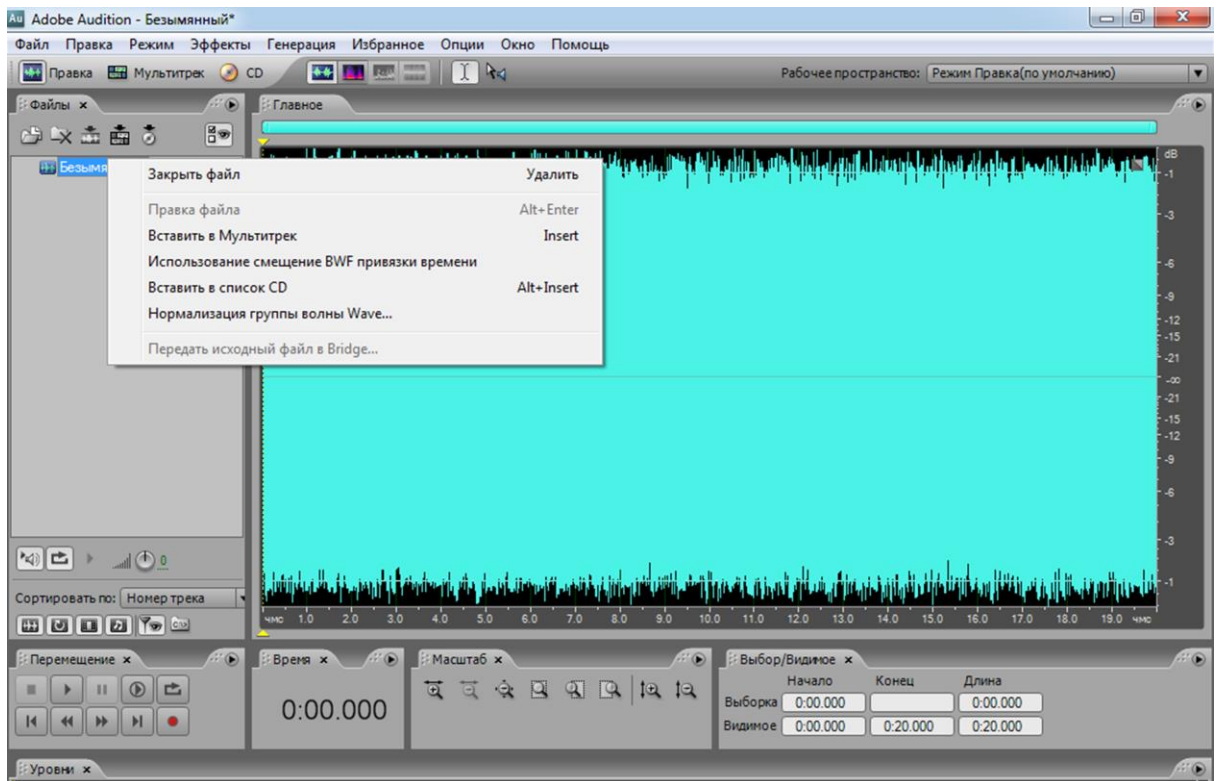 Au Adobe Audition - Безымянный*
Файл Правка Режим Эффекты Генерация Избранное Опции Окно Помощь
Правка Мультитрек CD Рабочее пространство: Режим Правка(по умолчанию)
Файлы x Главное
Безымя
Закрыть файл Удалить
Правка файла Alt+Enter
Вставить в Мультитрек Insert
Использование смещение BWF привязки времени
Вставить в список CD Alt+Insert
Нормализация группы волны Wave...
Передать исходный файл в Bridge...
dB
-1
-3
-6
-9
-12
-15
-21
-∞
-21
-15
-12
-9
-6
-3
-1
0
Сортировать по: Номер трека
чмс 1.0 2.0 3.0 4.0 5.0 6.0 7.0 8.0 9.0 10.0 11.0 12.0 13.0 14.0 15.0 16.0 17.0 18.0 19.0 чмс
Перемещение x Время x Масштаб x Выбор/Видимое x
Начало Конец Длина
Выборка 0:00.000 0:00.000
Видимое 0:00.000 0:20.000 0:20.000
0:00.000
Уровни x